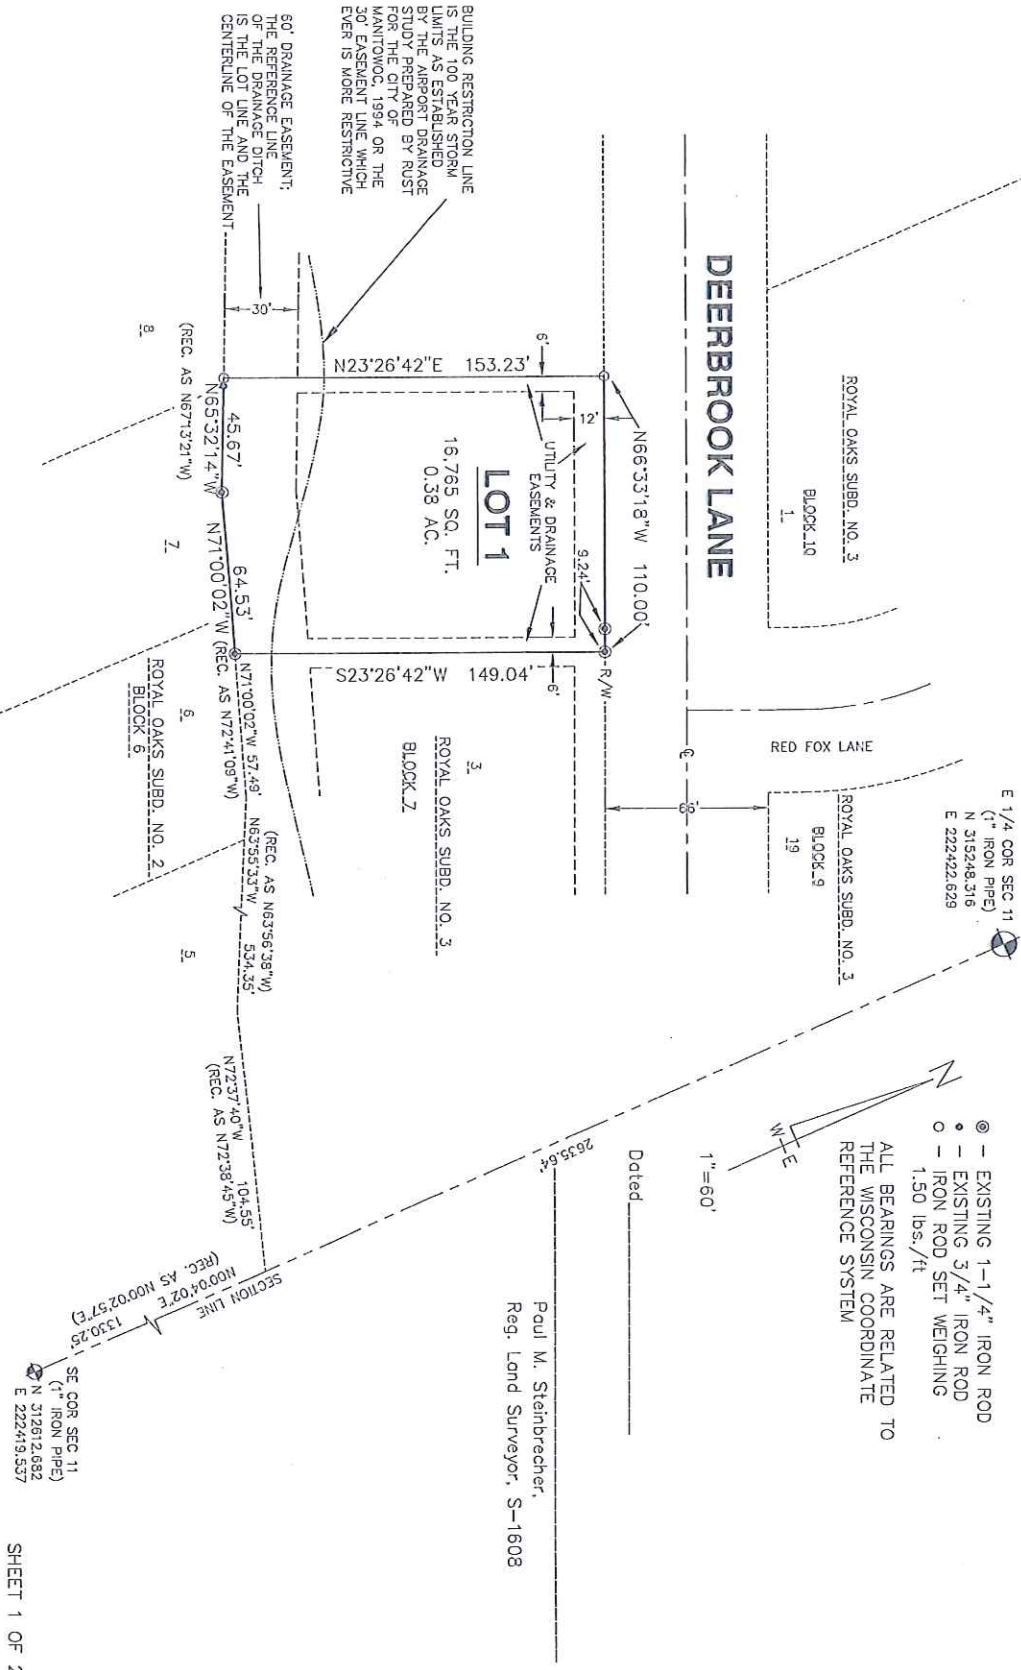 BUILDING RESTRICTION LINE
IS THE 100 YEAR STORM
LIMITS AS ESTABLISHED
BY THE AIRPORT DRAINAGE
STUDY PREPARED BY RUST
FOR THE CITY OF
MANITOWOC, 1994 OR THE
30' EASEMENT LINE WHICH
EVER IS MORE RESTRICTIVE
60' DRAINAGE EASEMENT;
THE REFERENCE LINE
OF THE DRAINAGE DITCH
IS THE LOT LINE AND THE
CENTERLINE OF THE EASEMENT
DEERBROOK LANE
ROYAL OAKS SUBD. NO. 3
BLOCK 10
1
RED FOX LANE
ROYAL OAKS SUBD. NO. 3
BLOCK 9
19
66'
℄
R/W
N66°33'18"W 110.00'
9.24'
12'
6'
UTILITY & DRAINAGE
EASEMENTS
LOT 1
16,765 SQ. FT.
0.38 AC.
N23°26'42"E 153.23'
S23°26'42"W 149.04'
6'
30'
3
ROYAL OAKS SUBD. NO. 3
BLOCK 7
45.67'
N65°32'14"W
(REC. AS N67°13'21"W)
64.53'
N71°00'02"W (REC. AS N72°41'09"W)
N71°00'02"W 57.49'
(REC. AS N63°56'38"W)
N63°55'33"W 534.35'
N72°37'40"W 104.55'
(REC. AS N72°38'45"W)
8
7
6
ROYAL OAKS SUBD. NO. 2
BLOCK 6
5
E 1/4 COR SEC 11
(1" IRON PIPE)
N 315248.316
E 222422.629
2635.64'
SECTION LINE
N00°04'02"E 1330.25'
(REC. AS N00°02'57"E)
SE COR SEC 11
(1" IRON PIPE)
N 312612.682
E 222419.537
N
W E
1"=60'
– EXISTING 1–1/4" IRON ROD
– EXISTING 3/4" IRON ROD
– IRON ROD SET WEIGHING
1.50 lbs./ft
ALL BEARINGS ARE RELATED TO
THE WISCONSIN COORDINATE
REFERENCE SYSTEM
Dated
Paul M. Steinbrecher,
Reg. Land Surveyor, S–1608
SHEET 1 OF 2